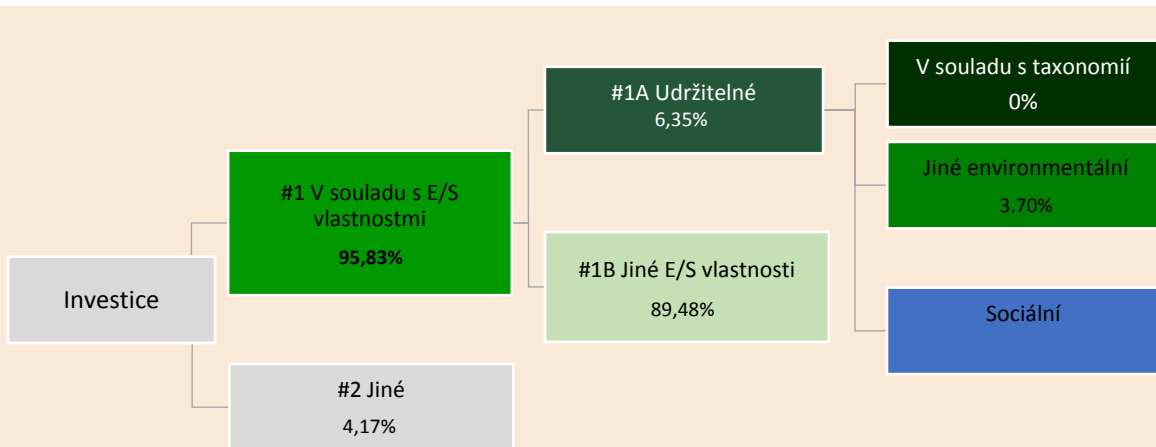 Investice
#1 V souladu s E/S
vlastnostmi
95,83%
#2 Jiné
4,17%
#1A Udržitelné
6,35%
#1B Jiné E/S vlastnosti
89,48%
V souladu s taxonomií
0%
Jiné environmentální
3,70%
Sociální